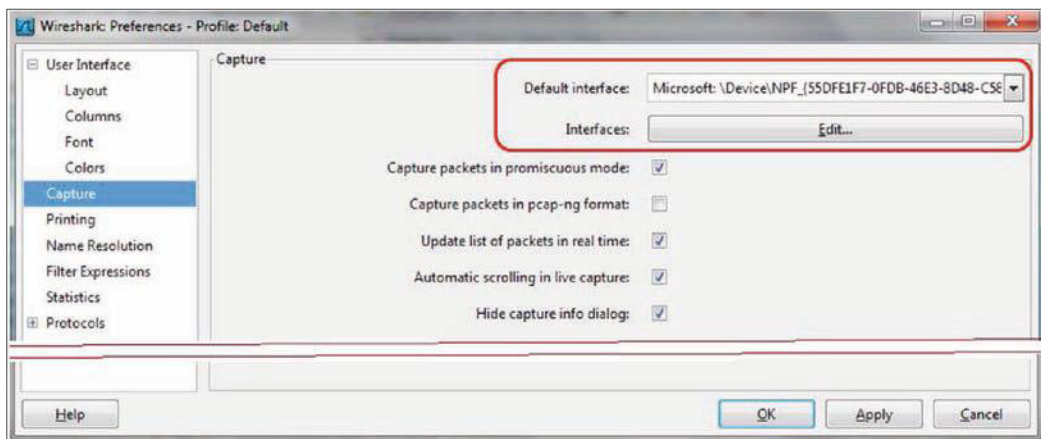 Wireshark: Preferences - Profile: Default
User Interface
Layout
Columns
Font
Colors
Capture
Printing
Name Resolution
Filter Expressions
Statistics
Protocols
Capture
Default interface: Microsoft: \Device\NPF_{55DFE1F7-0FDB-46E3-8D48-C58
Interfaces: Edit...
Capture packets in promiscuous mode:
Capture packets in pcap-ng format:
Update list of packets in real time:
Automatic scrolling in live capture:
Hide capture info dialog:
Help
OK
Apply
Cancel